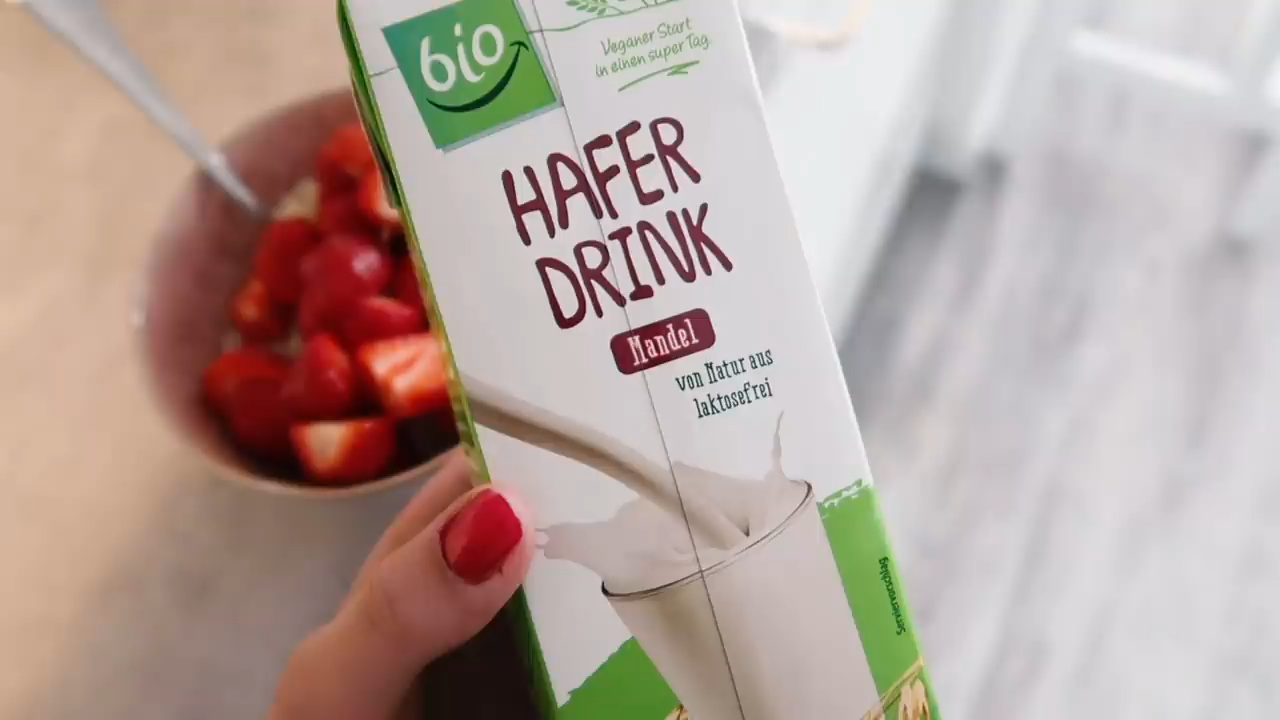 bio
Veganer Start
in einen super Tag.
HAFER
DRINK
Mandel
von Natur aus
laktosefrei
Serviervorschlag